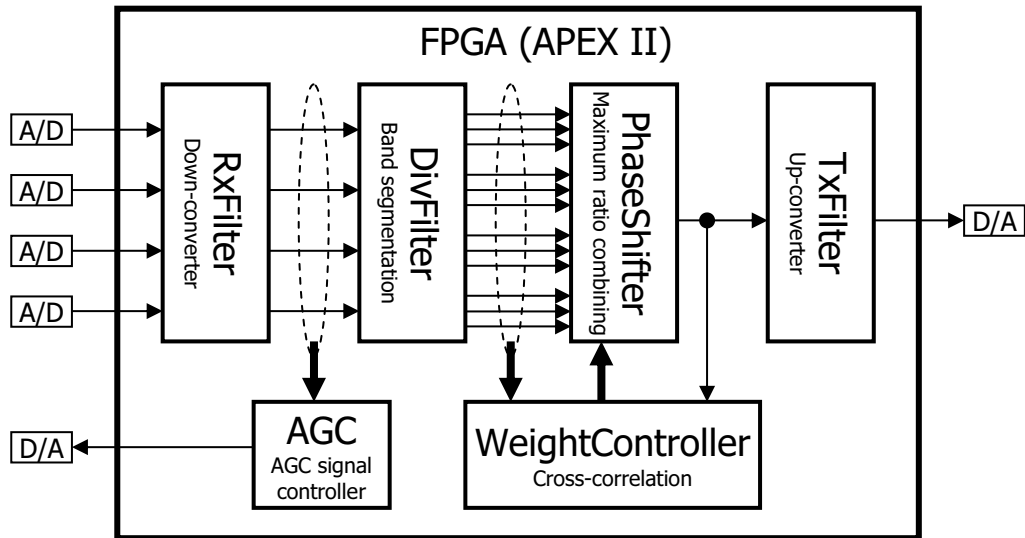 FPGA (APEX II)
A/D
A/D
A/D
A/D
RxFilter
Down-converter
DivFilter
Band segmentation
PhaseShifter
Maximum ratio combining
TxFilter
Up-converter
D/A
D/A
AGC
AGC signal
controller
WeightController
Cross-correlation